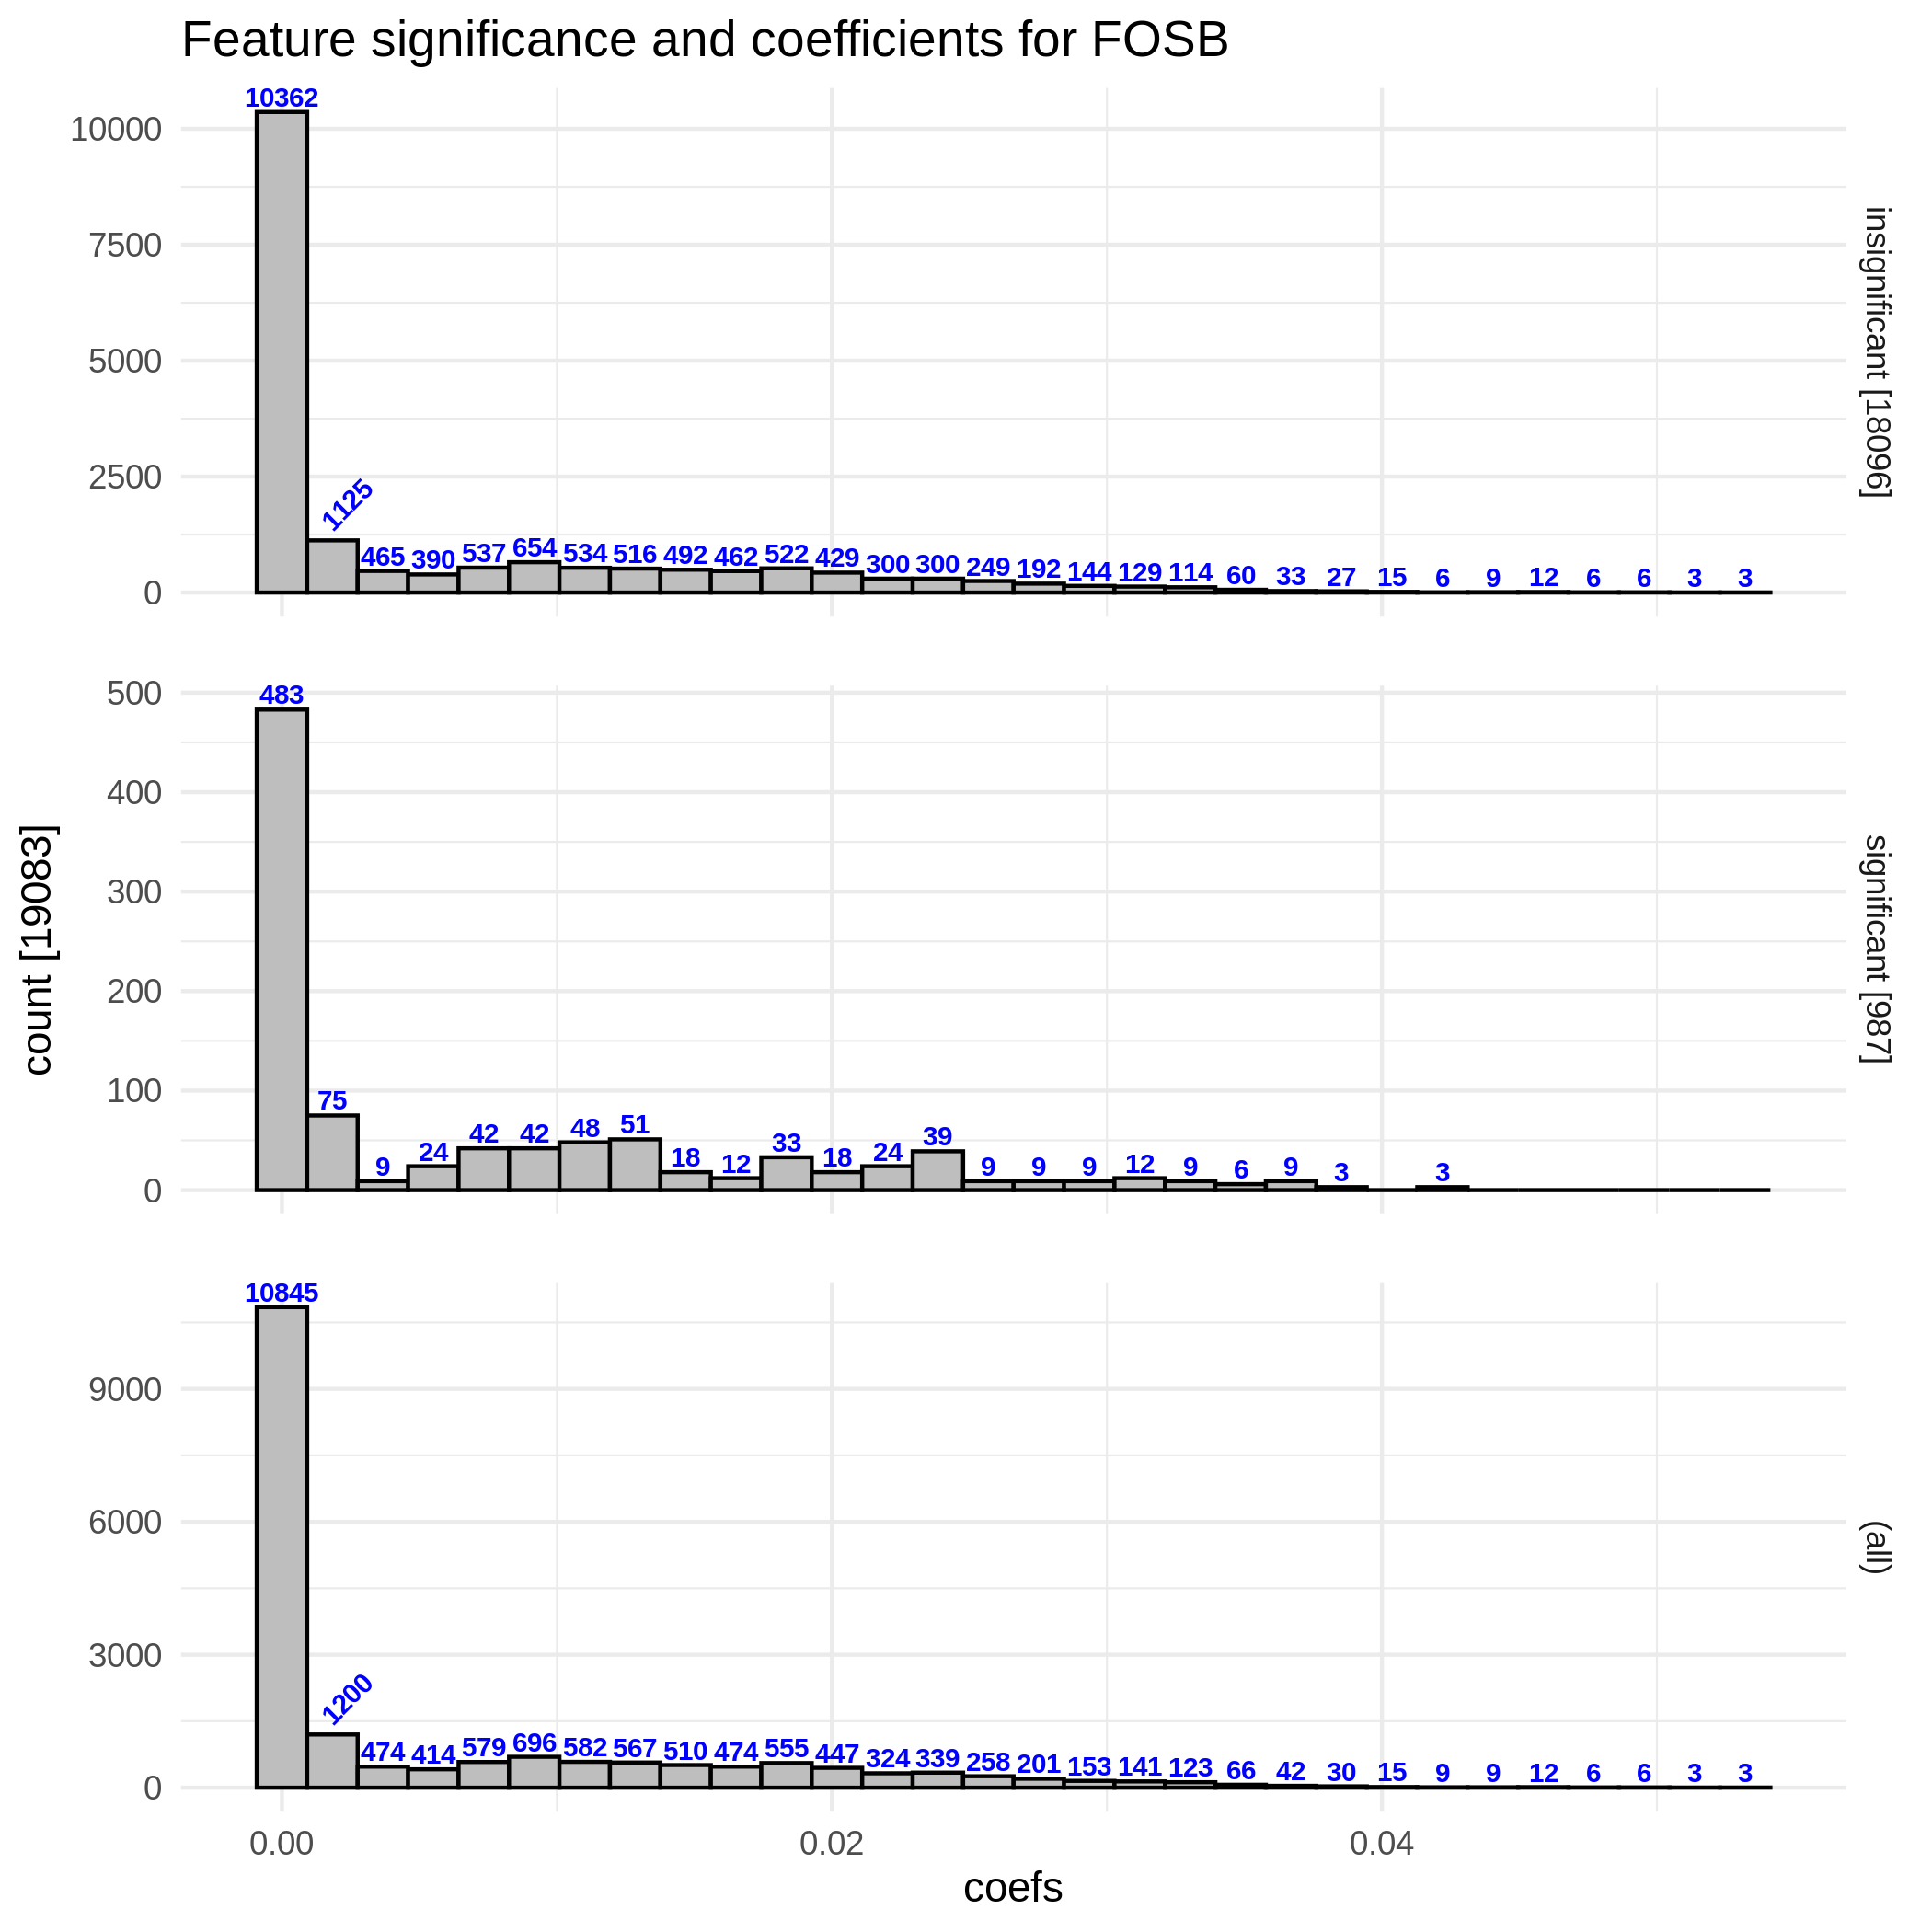 Feature significance and coefficients for FOSB
10362
10000
7500
5000
2500
0
1125
465 390 537 654 534 516 492 462 522 429 300 300 249 192 144 129 114 60 33 27 15 6 9 12 6 6 3 3
insignificant [18096]
count [19083]
500
400
300
200
100
0
483
75 9 24 42 42 48 51 18 12 33 18 24 39 9 9 9 12 9 6 9 3 3
significant [987]
10845
9000
6000
3000
0
1200
474 414 579 696 582 567 510 474 555 447 324 339 258 201 153 141 123 66 42 30 15 9 9 12 6 6 3 3
(all)
0.00 0.02 0.04
coefs